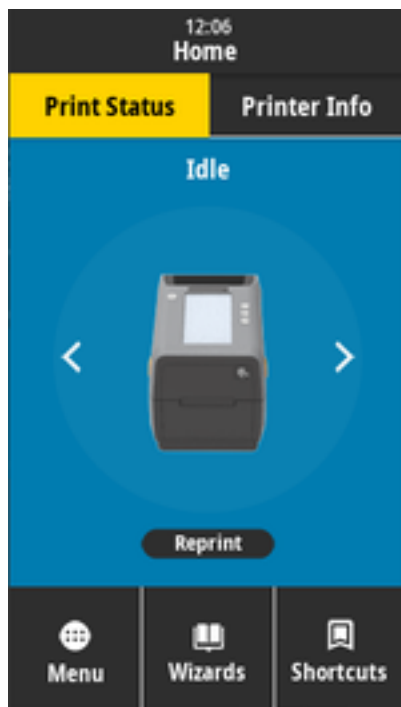 12:06
Home
Print Status
Printer Info
Idle
Reprint
Menu
Wizards
Shortcuts